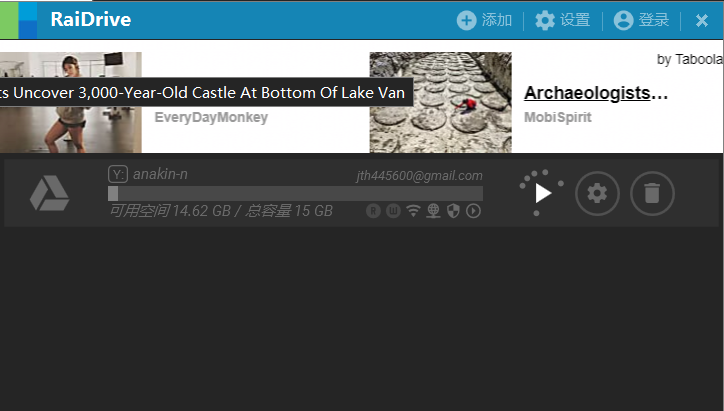 RaiDrive
添加
设置
登录
by Taboola
ts Uncover 3,000-Year-Old Castle At Bottom Of Lake Van
EveryDayMonkey
Archaeologists…
MobiSpirit
Y: anakin-n
jth445600@gmail.com
可用空间 14.62 GB / 总容量 15 GB
R
W